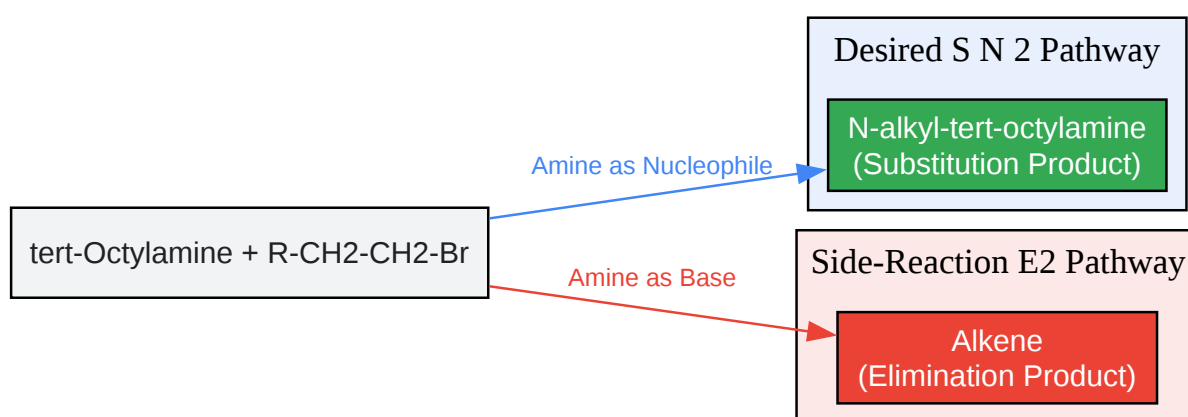 Desired S N 2 Pathway
N-alkyl-tert-octylamine
(Substitution Product)
Amine as Nucleophile
tert-Octylamine + R-CH2-CH2-Br
Amine as Base
Side-Reaction E2 Pathway
Alkene
(Elimination Product)